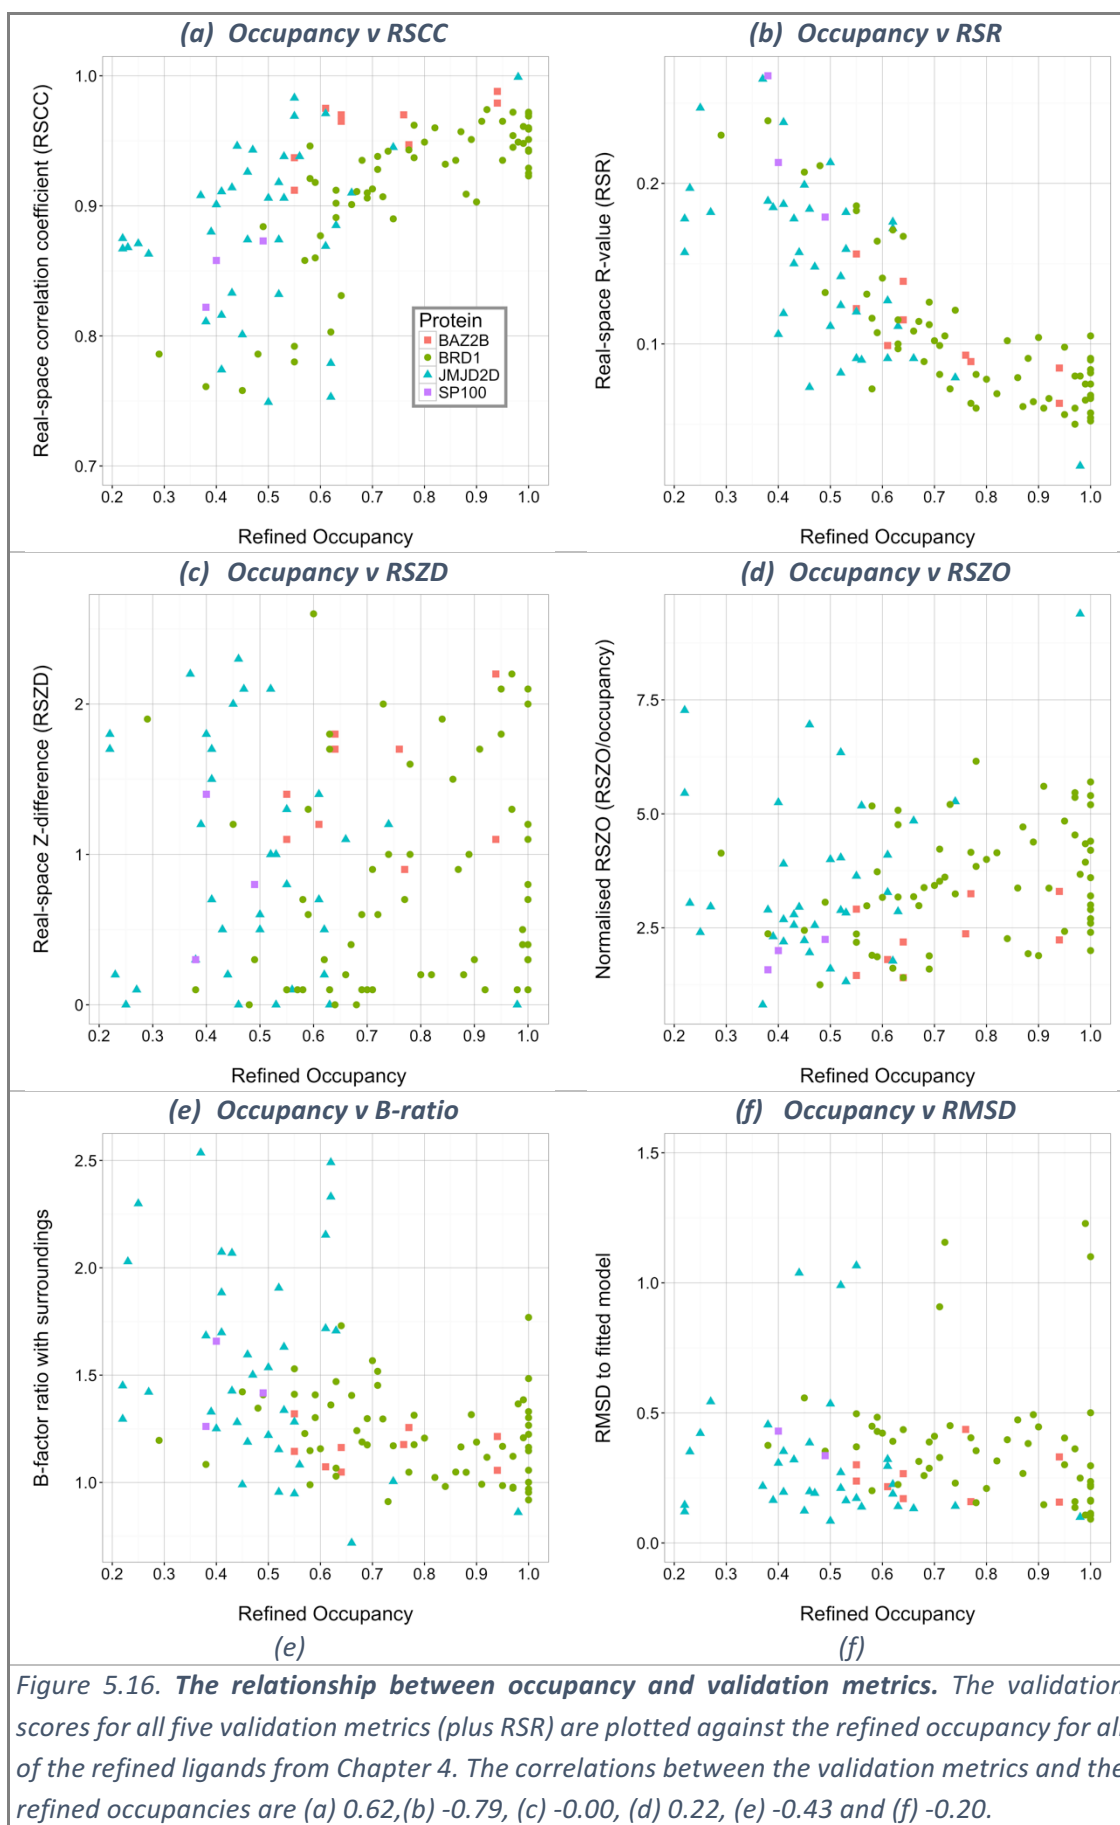 (a) Occupancy v RSCC
(b) Occupancy v RSR
Real-space correlation coefficient (RSCC)
1.0
0.9
0.8
0.7
Protein
BAZ2B
BRD1
JMJD2D
SP100
0.2 0.3 0.4 0.5 0.6 0.7 0.8 0.9 1.0
Refined Occupancy
Real-space R-value (RSR)
0.2
0.1
0.2 0.3 0.4 0.5 0.6 0.7 0.8 0.9 1.0
Refined Occupancy
(c) Occupancy v RSZD
(d) Occupancy v RSZO
Real-space Z-difference (RSZD)
2
1
0
0.2 0.3 0.4 0.5 0.6 0.7 0.8 0.9 1.0
Refined Occupancy
Normalised RSZO (RSZO/occupancy)
7.5
5.0
2.5
0.2 0.3 0.4 0.5 0.6 0.7 0.8 0.9 1.0
Refined Occupancy
(e) Occupancy v B-ratio
(f) Occupancy v RMSD
B-factor ratio with surroundings
2.5
2.0
1.5
1.0
0.2 0.3 0.4 0.5 0.6 0.7 0.8 0.9 1.0
Refined Occupancy
(e)
RMSD to fitted model
1.5
1.0
0.5
0.0
0.2 0.3 0.4 0.5 0.6 0.7 0.8 0.9 1.0
Refined Occupancy
(f)
Figure 5.16. The relationship between occupancy and validation metrics. The validation
scores for all five validation metrics (plus RSR) are plotted against the refined occupancy for al
of the refined ligands from Chapter 4. The correlations between the validation metrics and the
refined occupancies are (a) 0.62,(b) -0.79, (c) -0.00, (d) 0.22, (e) -0.43 and (f) -0.20.